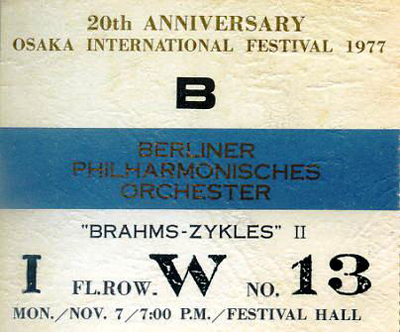 20th ANNIVERSARY
OSAKA INTERNATIONAL FESTIVAL 1977
B
BERLINER
PHILHARMONISCHES
ORCHESTER
"BRAHMS-ZYKLES" II
I FL.ROW. W NO. 13
MON./NOV. 7/7:00 P.M./FESTIVAL HALL